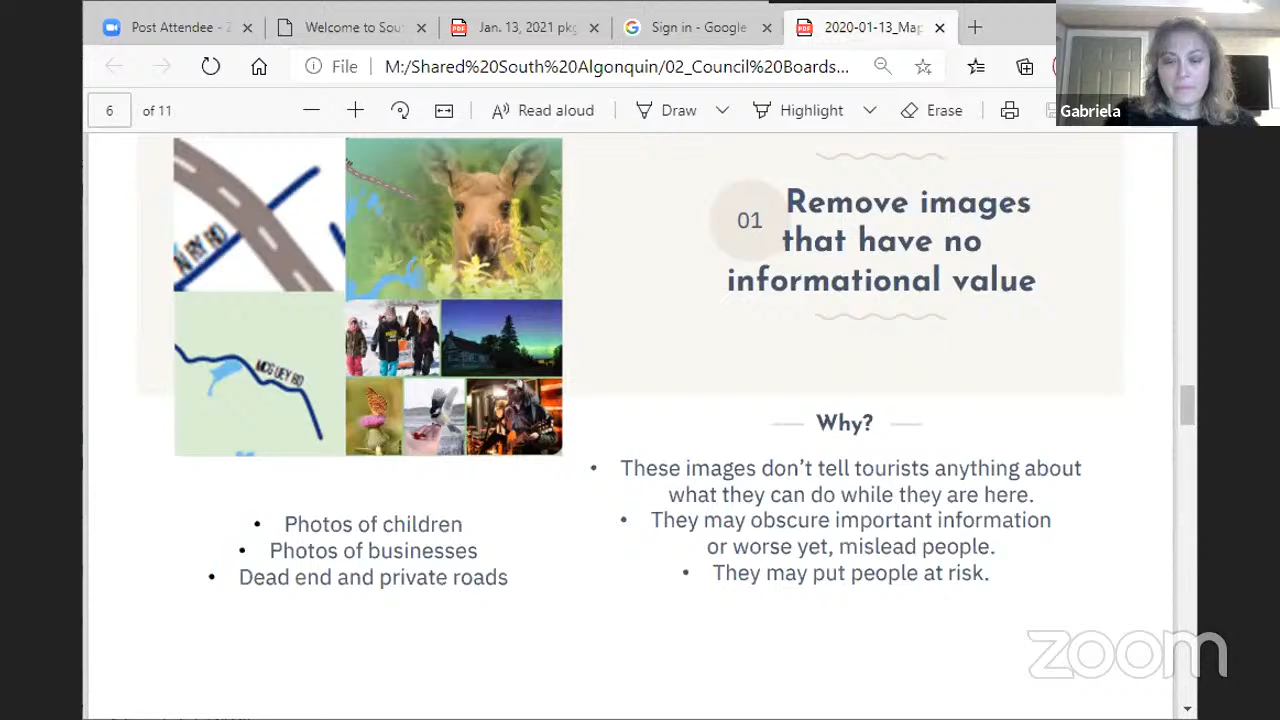 Post Attendee - Z
Welcome to Sou
Jan. 13, 2021 pkg
Sign in - Google
2020-01-13_Map
File
M:/Shared%20South%20Algonquin/02_Council%20Boards...
6
of 11
Read aloud
Draw
Highlight
Erase
Gabriela
01
Remove images
that have no
informational value
RY RD
Why?
• These images don't tell tourists anything about
what they can do while they are here.
• They may obscure important information
or worse yet, mislead people.
• They may put people at risk.
• Photos of children
• Photos of businesses
• Dead end and private roads
zoom